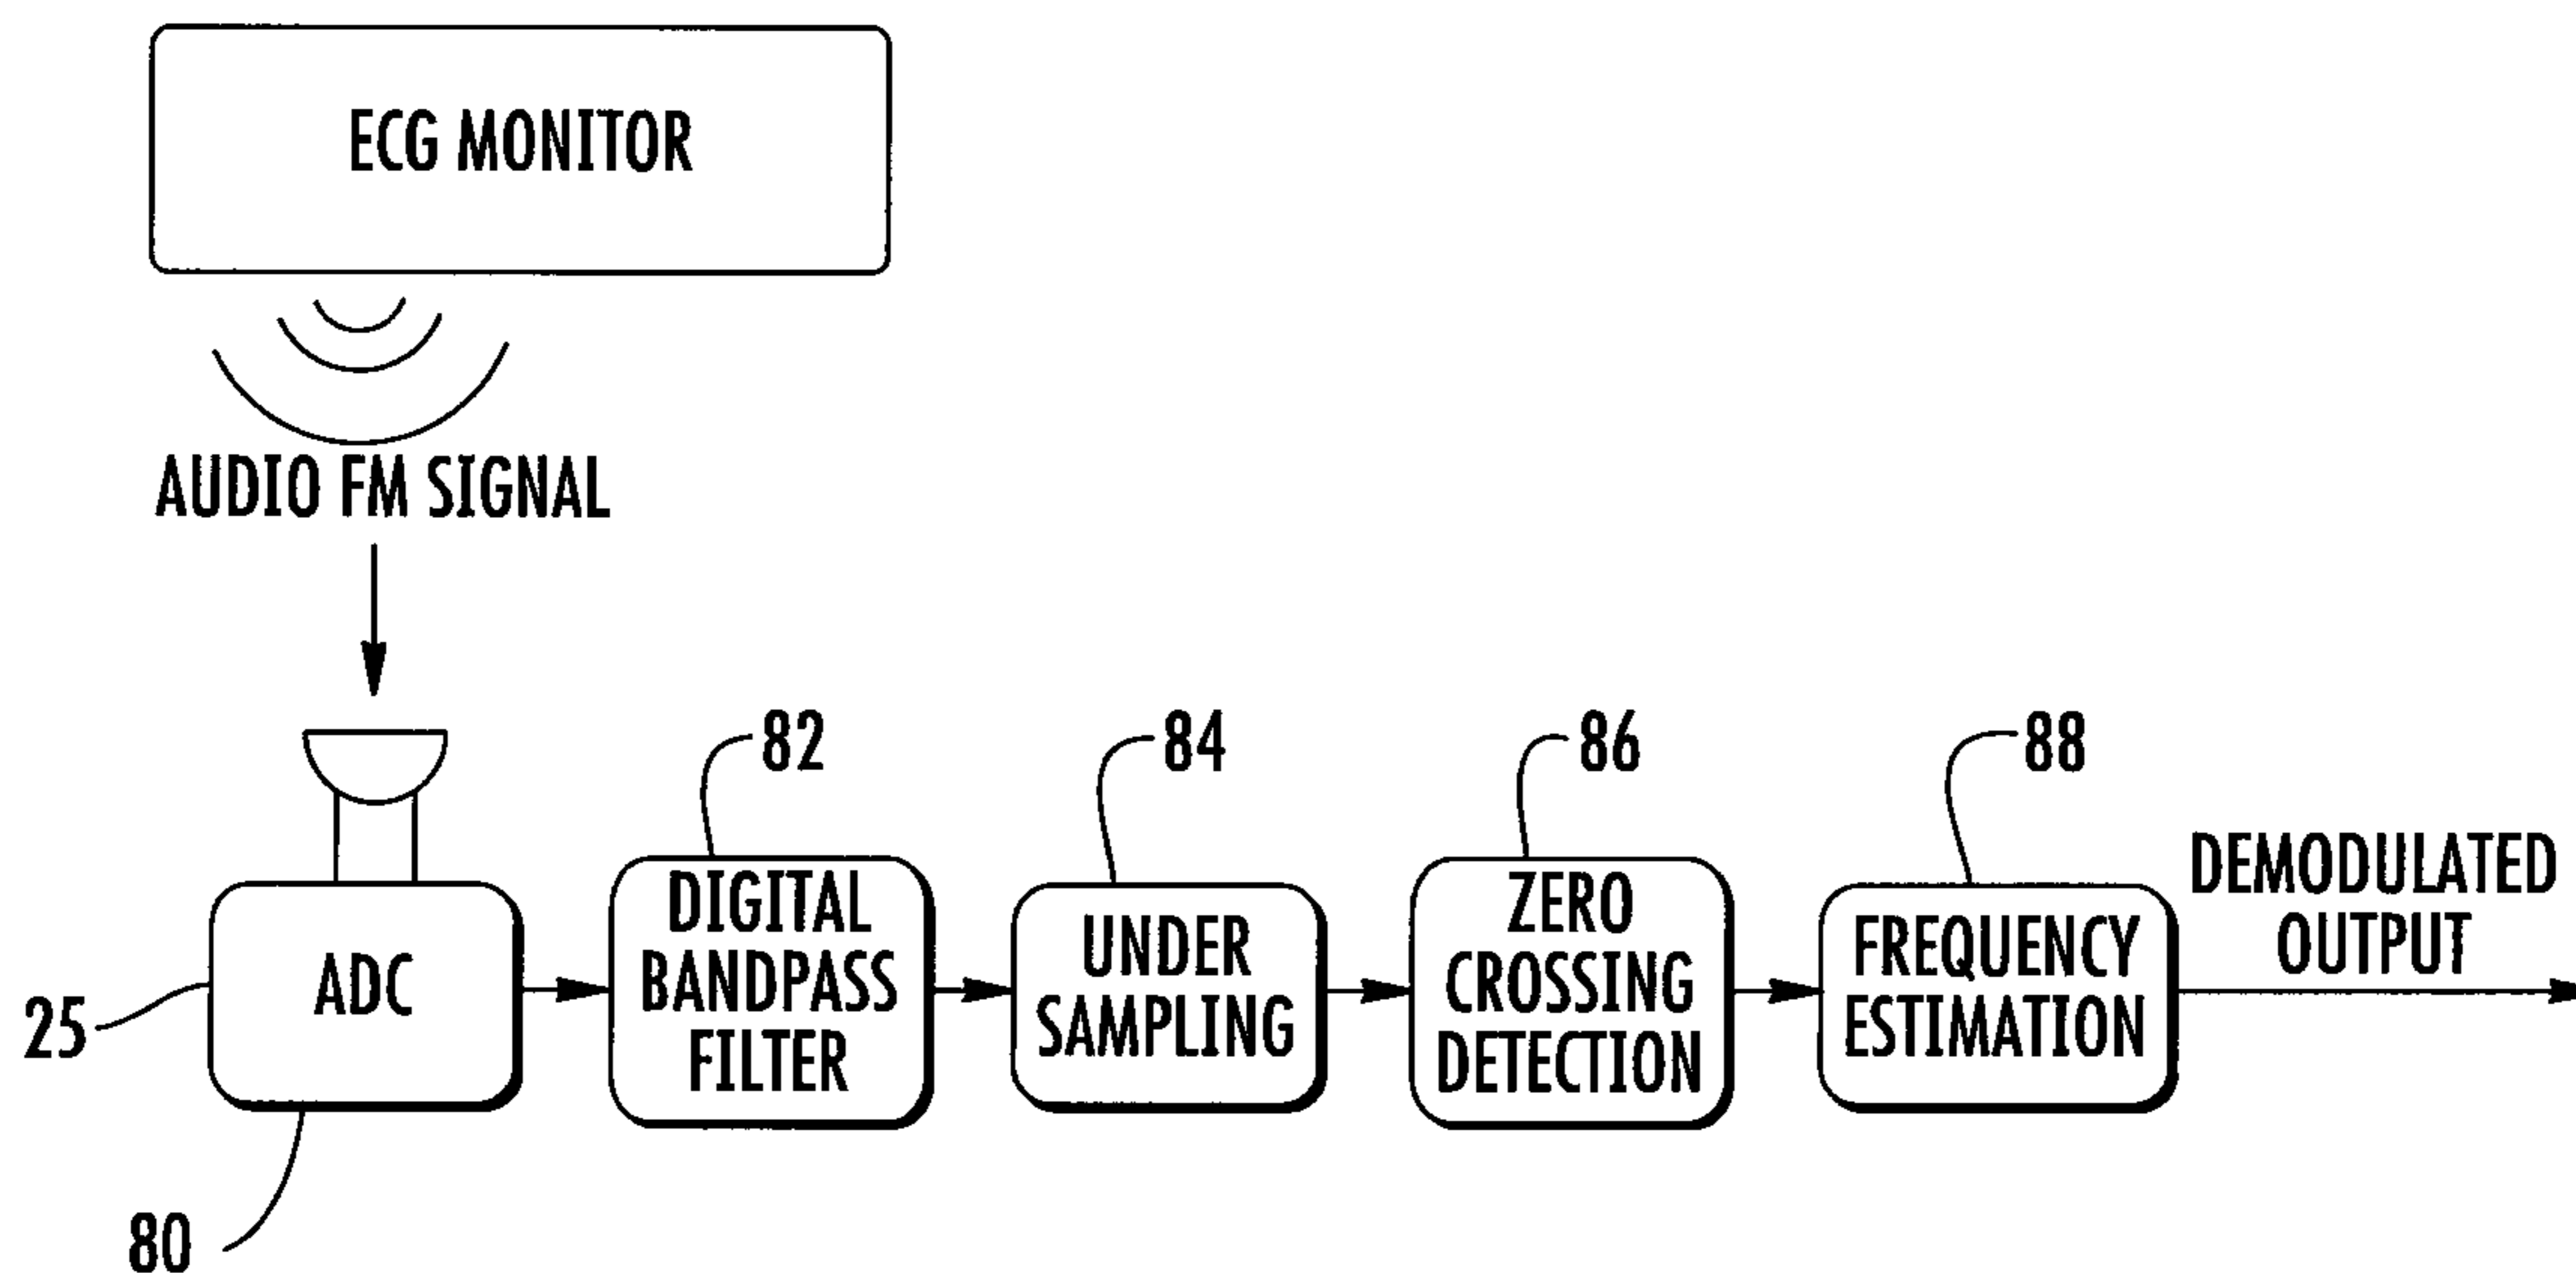 ECG MONITOR
AUDIO FM SIGNAL
82
84
86
88
25
ADC
80
DIGITAL
BANDPASS
FILTER
UNDER
SAMPLING
ZERO
CROSSING
DETECTION
FREQUENCY
ESTIMATION
DEMODULATED
OUTPUT